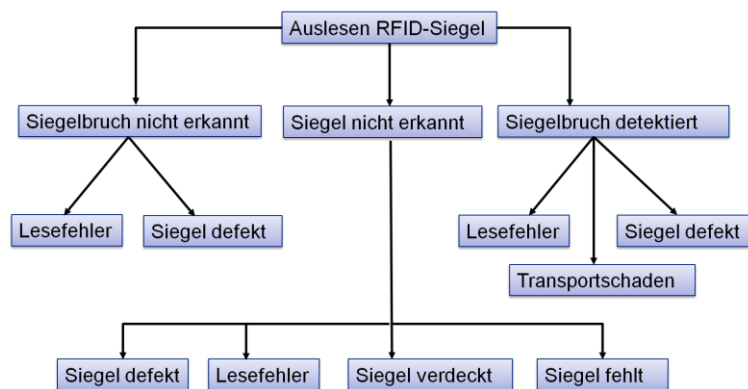 Auslesen RFID-Siegel
Siegelbruch nicht erkannt
Siegel nicht erkannt
Siegelbruch detektiert
Lesefehler
Siegel defekt
Lesefehler
Siegel defekt
Transportschaden
Siegel defekt
Lesefehler
Siegel verdeckt
Siegel fehlt